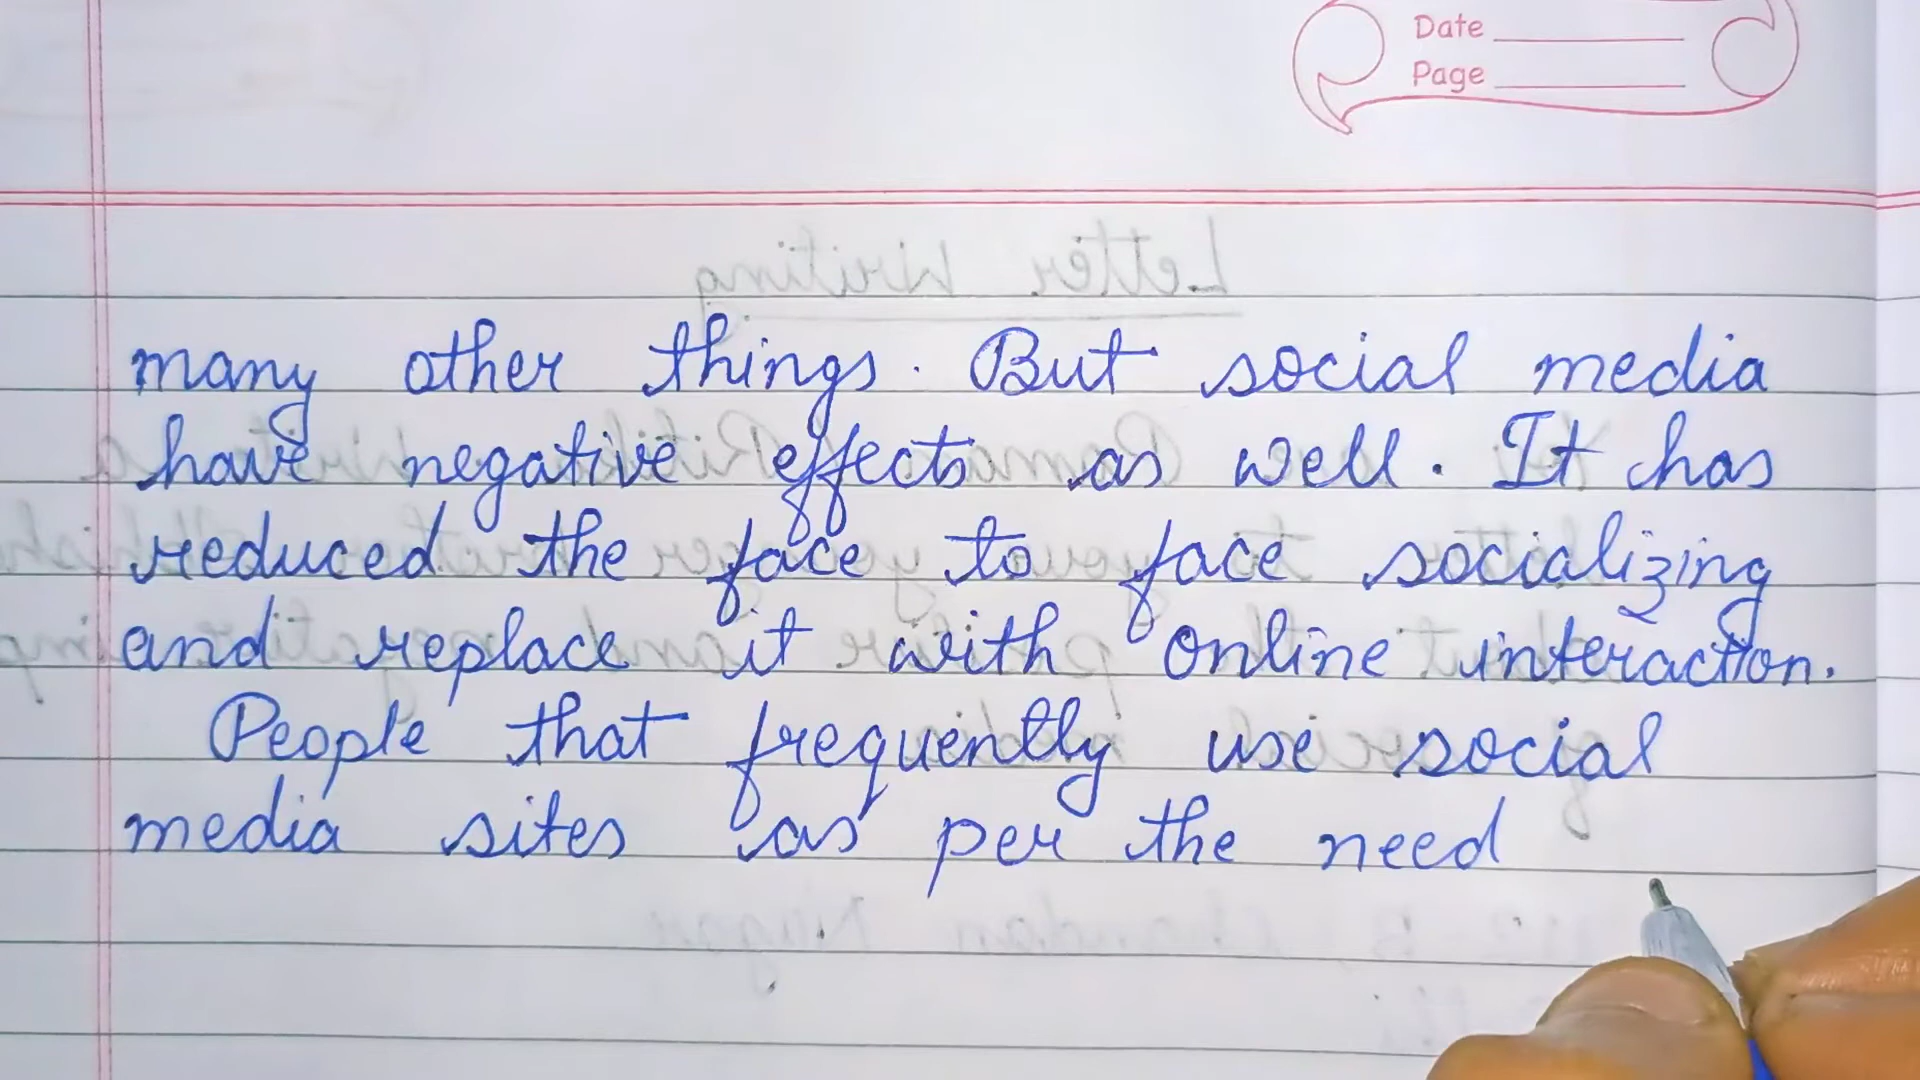 Date
Page
Letter Writing
many other things. But social media
have negative effects as well. It has
reduced the face to face socializing
and replace it with online interaction.
People that frequently use social
media sites as per the need